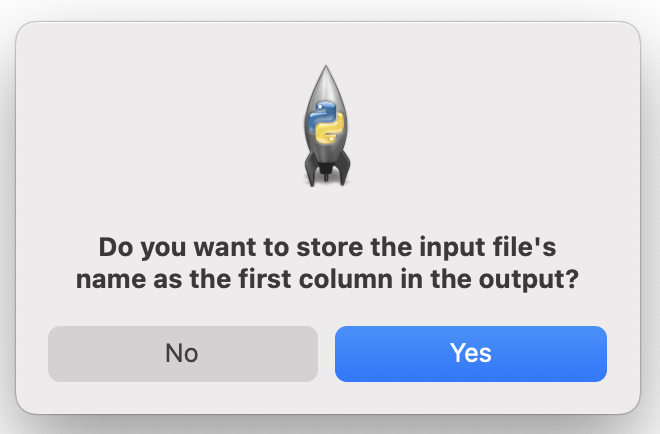 Do you want to store the input file's
name as the first column in the output?
No
Yes